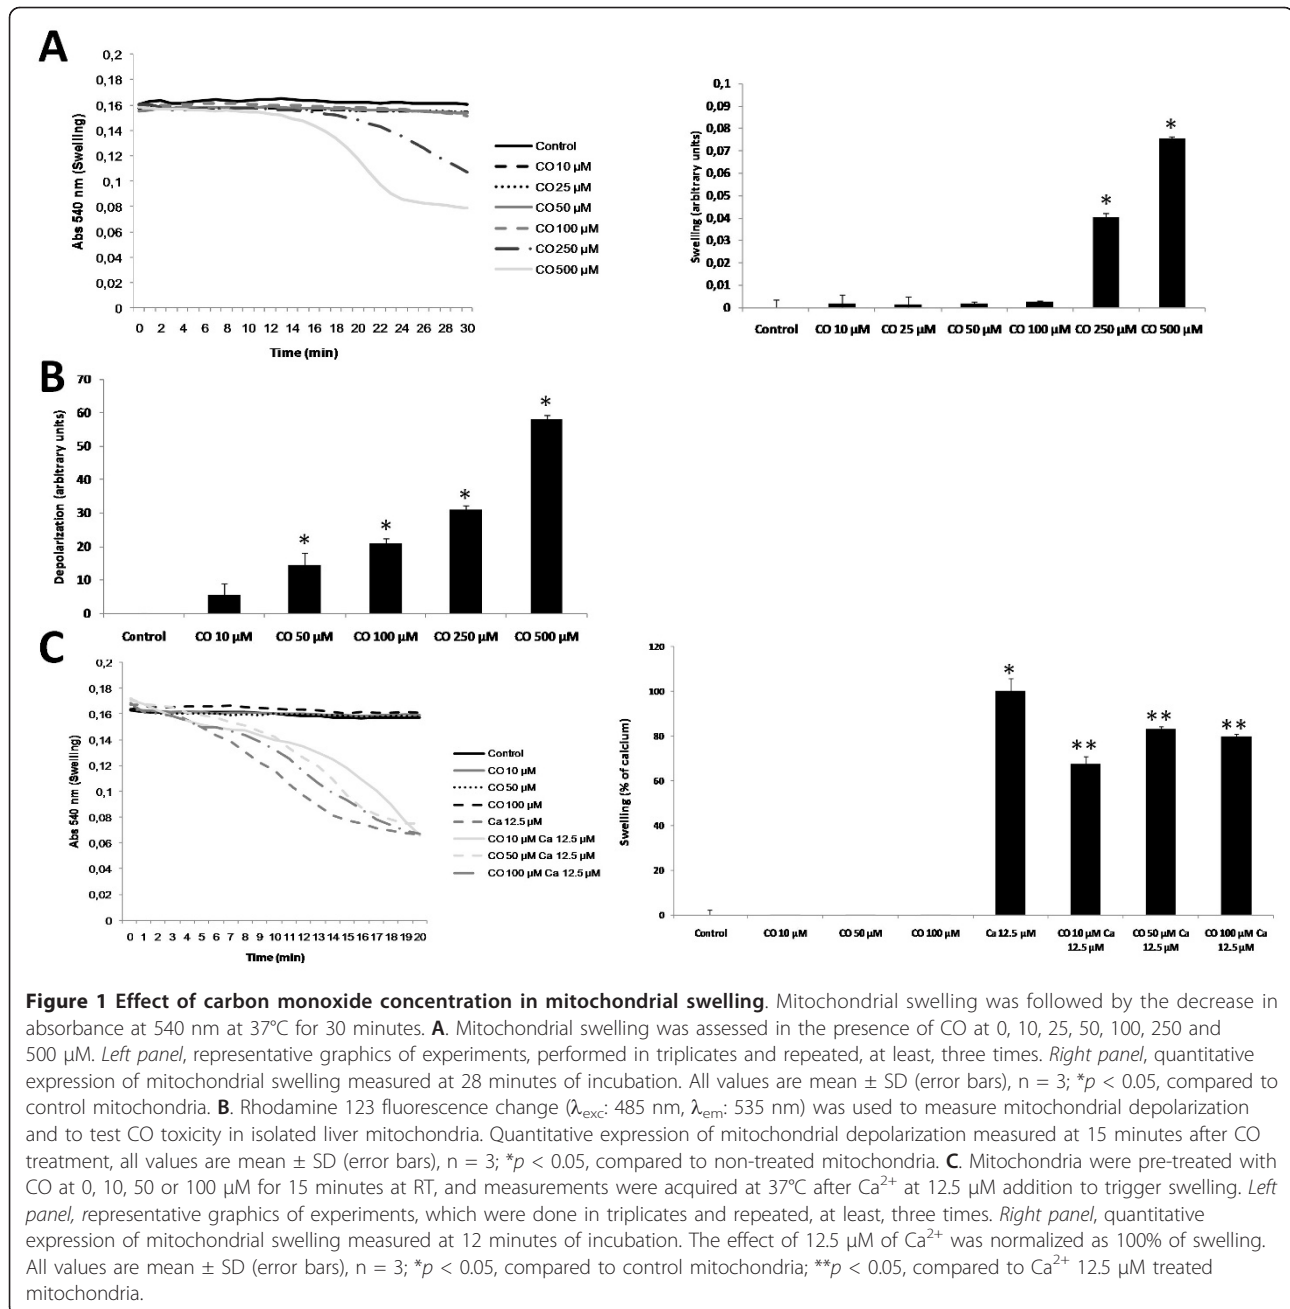 A
0,2
0,18
0,16
0,14
0,12
0,1
0,08
0,06
0,04
0,02
0
Abs 540 nm (Swelling)
0 2 4 6 8 10 12 14 16 18 20 22 24 26 28 30
Time (min)
Control
CO 10 µM
CO 25 µM
CO 50 µM
CO 100 µM
CO 250 µM
CO 500 µM
0,1
0,09
0,08
0,07
0,06
0,05
0,04
0,03
0,02
0,01
0
Swelling (arbitrary units)
*
*
Control CO 10 µM CO 25 µM CO 50 µM CO 100 µM CO 250 µM CO 500 µM
B
70
60
50
40
30
20
10
0
Depolarization (arbitrary units)
*
*
*
*
Control CO 10 µM CO 50 µM CO 100 µM CO 250 µM CO 500 µM
C
0,2
0,18
0,16
0,14
0,12
0,1
0,08
0,06
0,04
0,02
0
Abs 540 nm (Swelling)
0 1 2 3 4 5 6 7 8 9 10 11 12 13 14 15 16 17 18 19 20
Time (min)
Control
CO 10 µM
CO 50 µM
CO 100 µM
Ca 12.5 µM
CO 10 µM Ca 12.5 µM
CO 50 µM Ca 12.5 µM
CO 100 µM Ca 12.5 µM
120
100
80
60
40
20
0
Swelling (% of calcium)
*
**
**
**
Control CO 10 µM CO 50 µM CO 100 µM Ca 12.5 µM CO 10 µM Ca CO 50 µM Ca CO 100 µM Ca
12.5 µM 12.5 µM 12.5 µM
Figure 1 Effect of carbon monoxide concentration in mitochondrial swelling. Mitochondrial swelling was followed by the decrease in
absorbance at 540 nm at 37°C for 30 minutes. A. Mitochondrial swelling was assessed in the presence of CO at 0, 10, 25, 50, 100, 250 and
500 µM. Left panel, representative graphics of experiments, performed in triplicates and repeated, at least, three times. Right panel, quantitative
expression of mitochondrial swelling measured at 28 minutes of incubation. All values are mean ± SD (error bars), n = 3; *p < 0.05, compared to
control mitochondria. B. Rhodamine 123 fluorescence change (λexc: 485 nm, λem: 535 nm) was used to measure mitochondrial depolarization
and to test CO toxicity in isolated liver mitochondria. Quantitative expression of mitochondrial depolarization measured at 15 minutes after CO
treatment, all values are mean ± SD (error bars), n = 3; *p < 0.05, compared to non-treated mitochondria. C. Mitochondria were pre-treated with
CO at 0, 10, 50 or 100 µM for 15 minutes at RT, and measurements were acquired at 37°C after Ca2+ at 12.5 µM addition to trigger swelling. Left
panel, representative graphics of experiments, which were done in triplicates and repeated, at least, three times. Right panel, quantitative
expression of mitochondrial swelling measured at 12 minutes of incubation. The effect of 12.5 µM of Ca2+ was normalized as 100% of swelling.
All values are mean ± SD (error bars), n = 3; *p < 0.05, compared to control mitochondria; **p < 0.05, compared to Ca2+ 12.5 µM treated
mitochondria.